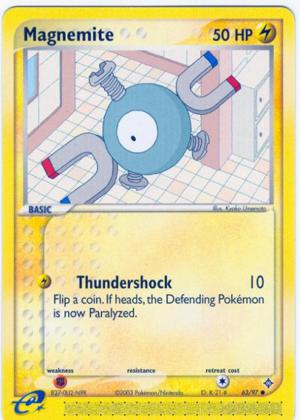 Magnemite 50 HP
Illus. Kyoko Umemoto
BASIC
Thundershock 10
Flip a coin. If heads, the Defending Pokémon
is now Paralyzed.
weakness resistance retreat cost
©2003 Pokémon/Nintendo 63/97
e